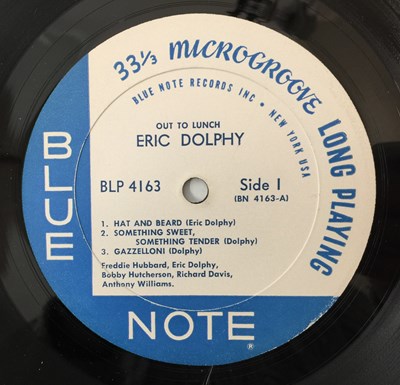 33⅓ MICROGROOVE LONG PLAYING
BLUE NOTE RECORDS INC • NEW YORK USA
OUT TO LUNCH
ERIC DOLPHY
BLP 4163
Side 1
(BN 4163-A)
1. HAT AND BEARD (Eric Dolphy)
2. SOMETHING SWEET,
SOMETHING TENDER (Dolphy)
3. GAZZELLONI (Dolphy)
Freddie Hubbard, Eric Dolphy,
Bobby Hutcherson, Richard Davis,
Anthony Williams.
BLUE
NOTE®